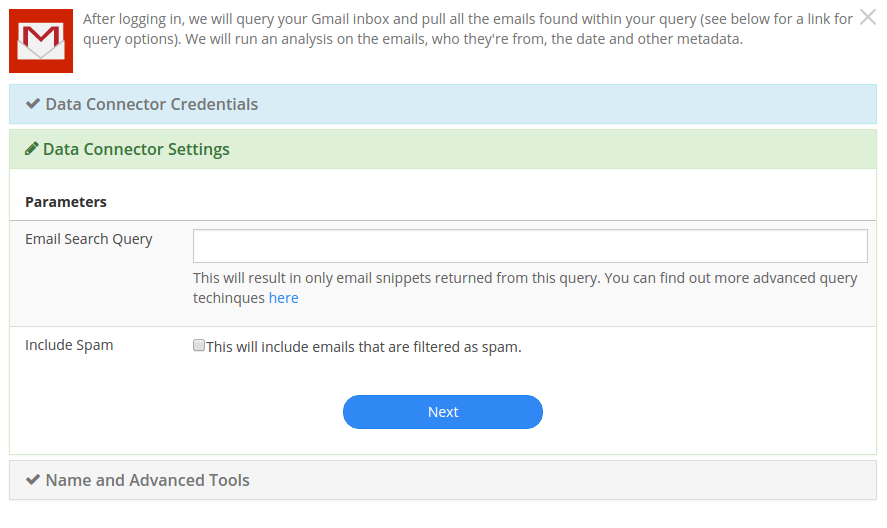 After logging in, we will query your Gmail inbox and pull all the emails found within your query (see below for a link for
query options). We will run an analysis on the emails, who they're from, the date and other metadata.
Data Connector Credentials
Data Connector Settings
Parameters
Email Search Query
This will result in only email snippets returned from this query. You can find out more advanced query
techinques here
Include Spam
This will include emails that are filtered as spam.
Next
Name and Advanced Tools